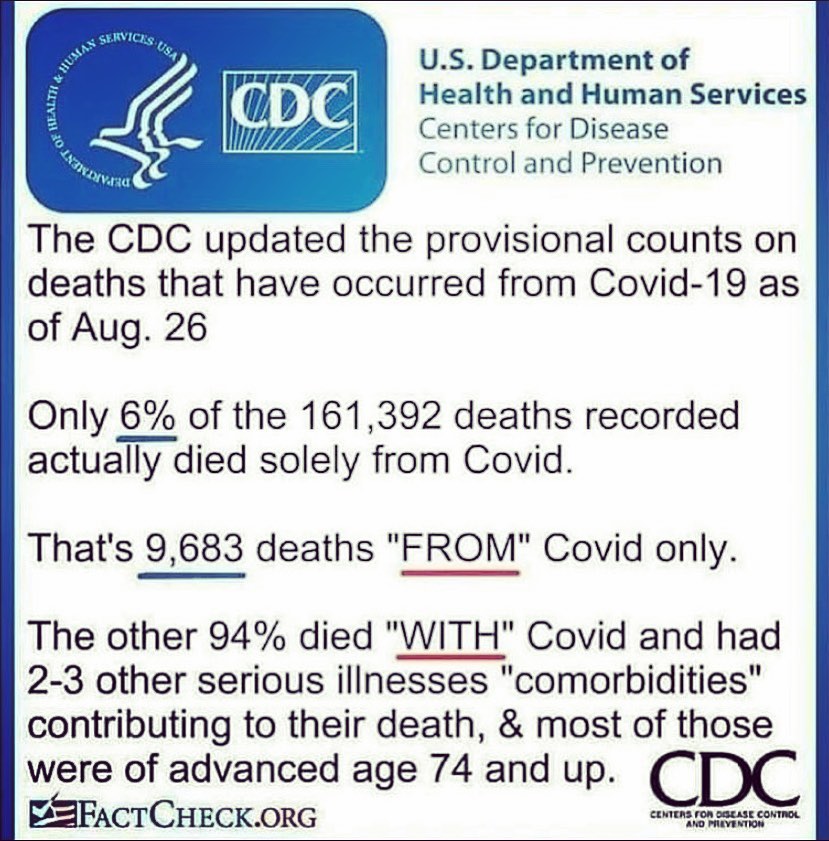 DEPARTMENT OF HEALTH & HUMAN SERVICES·USA
CDC
U.S. Department of
Health and Human Services
Centers for Disease
Control and Prevention
The CDC updated the provisional counts on
deaths that have occurred from Covid-19 as
of Aug. 26
Only 6% of the 161,392 deaths recorded
actually died solely from Covid.
That's 9,683 deaths "FROM" Covid only.
The other 94% died "WITH" Covid and had
2-3 other serious illnesses "comorbidities"
contributing to their death, & most of those
were of advanced age 74 and up.
CDC
CENTERS FOR DISEASE CONTROL
AND PREVENTION
FACTCHECK.ORG